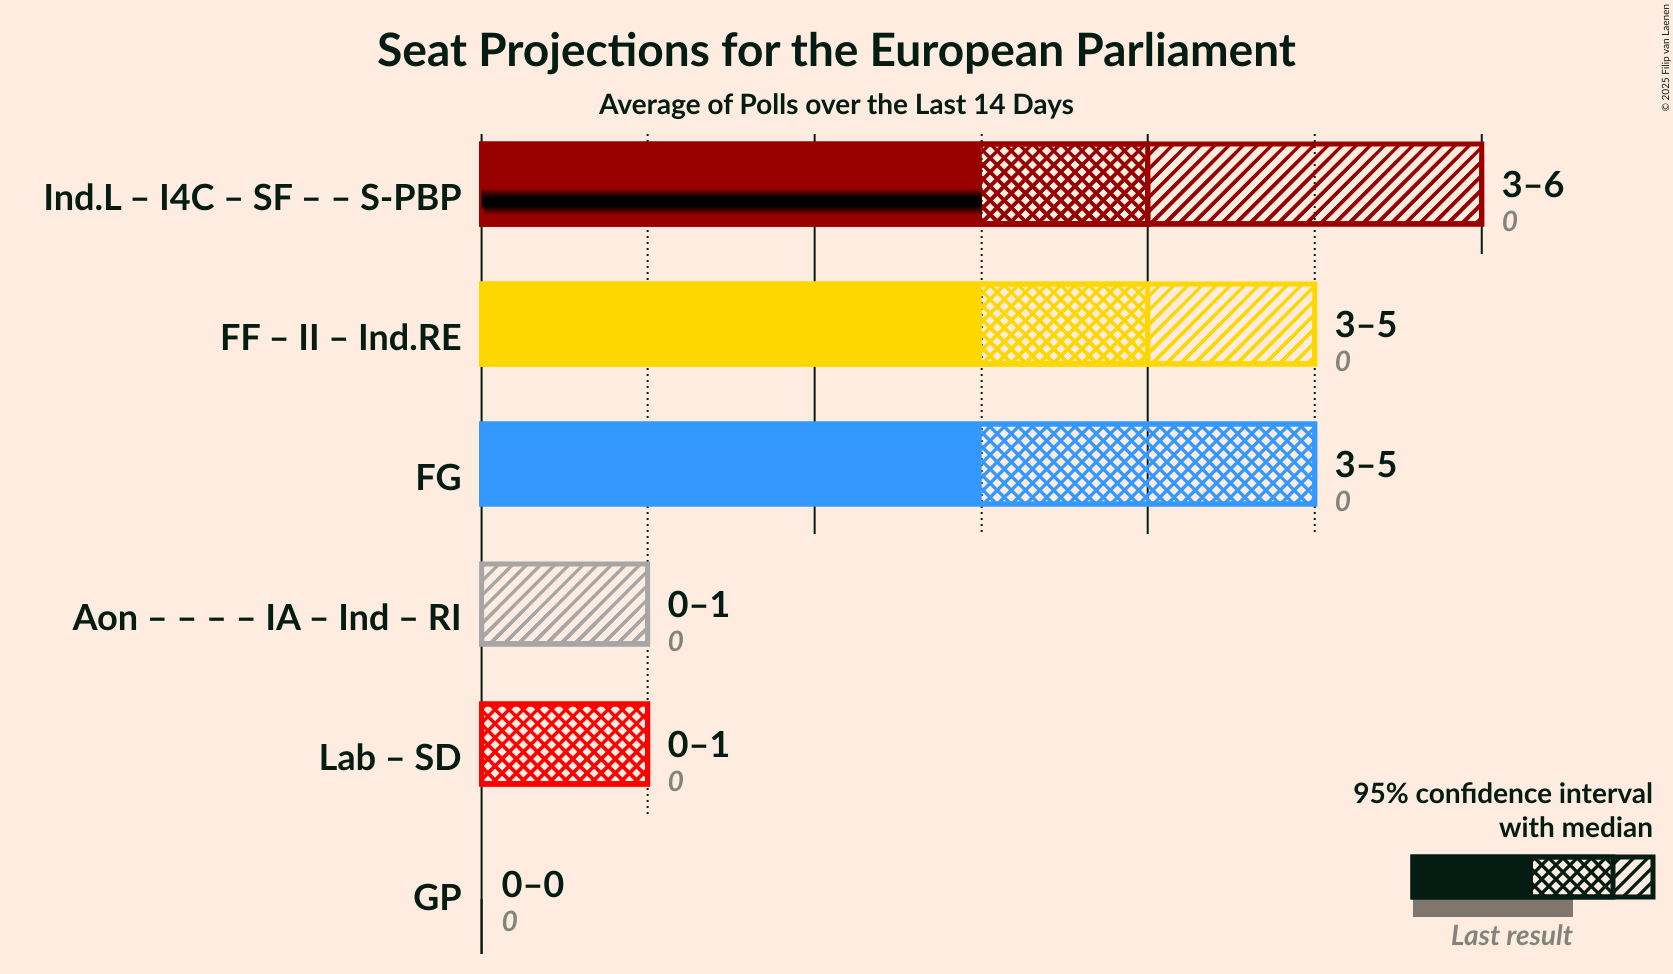 Seat Projections for the European Parliament
Average of Polls over the Last 14 Days
© 2025 Filip van Laenen
Ind.L – I4C – SF – – S-PBP
3–6
0
FF – II – Ind.RE
3–5
0
FG
3–5
0
Aon – – – – IA – Ind – RI
0–1
0
Lab – SD
0–1
0
GP
0–0
0
95% confidence interval
with median
Last result